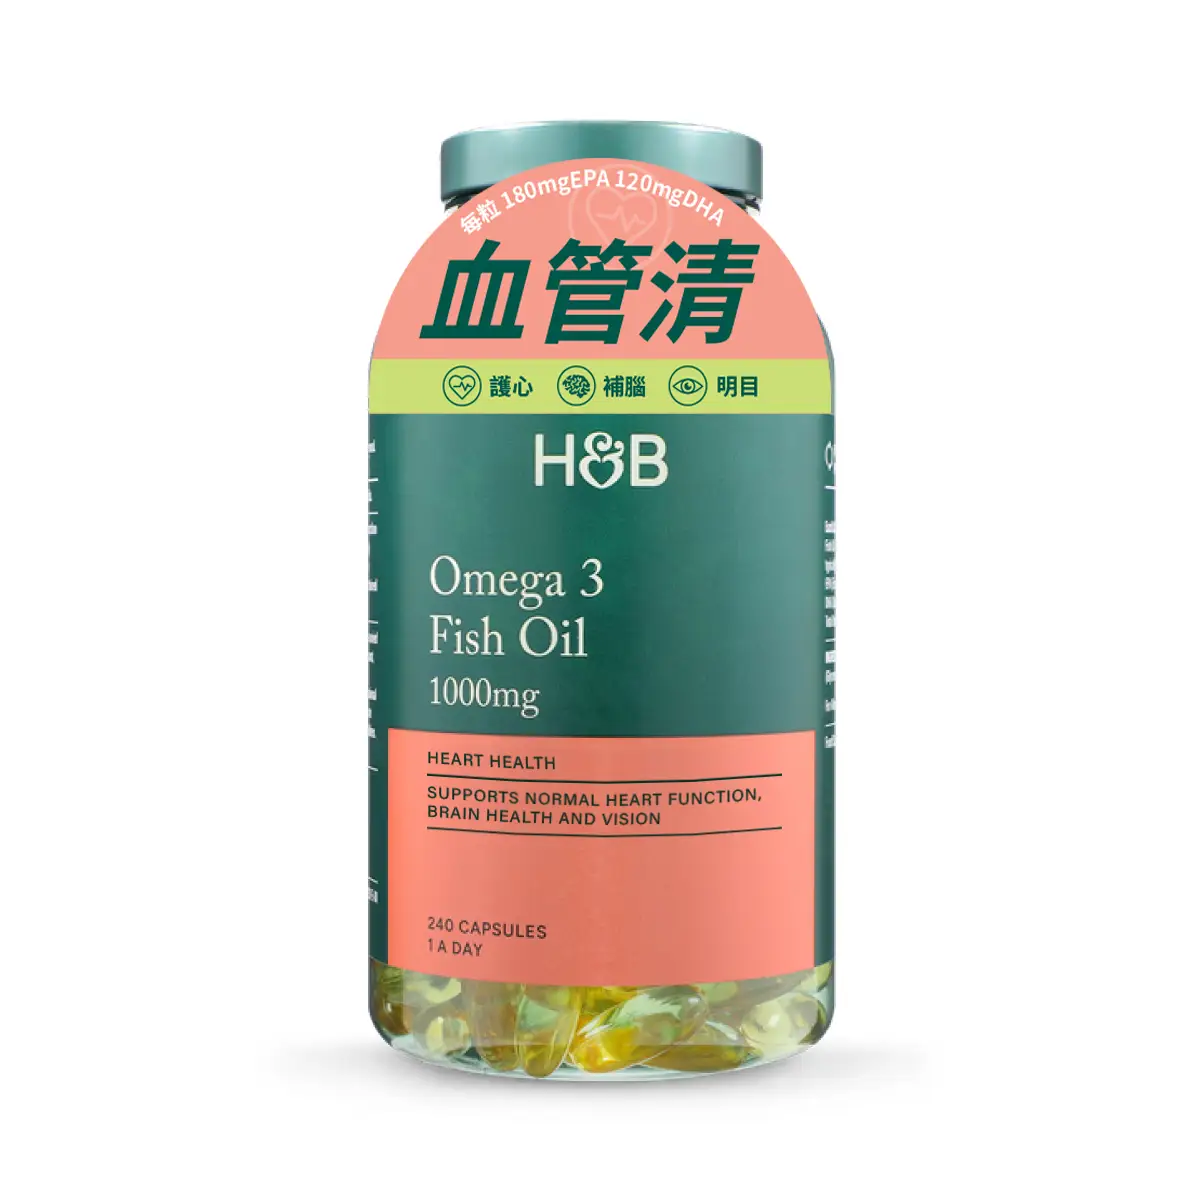 每粒 180mgEPA 120mgDHA
血管清
護心 補腦 明目
H&B
Omega 3
Fish Oil
1000mg
HEART HEALTH
SUPPORTS NORMAL HEART FUNCTION,
BRAIN HEALTH AND VISION
240 CAPSULES
1 A DAY